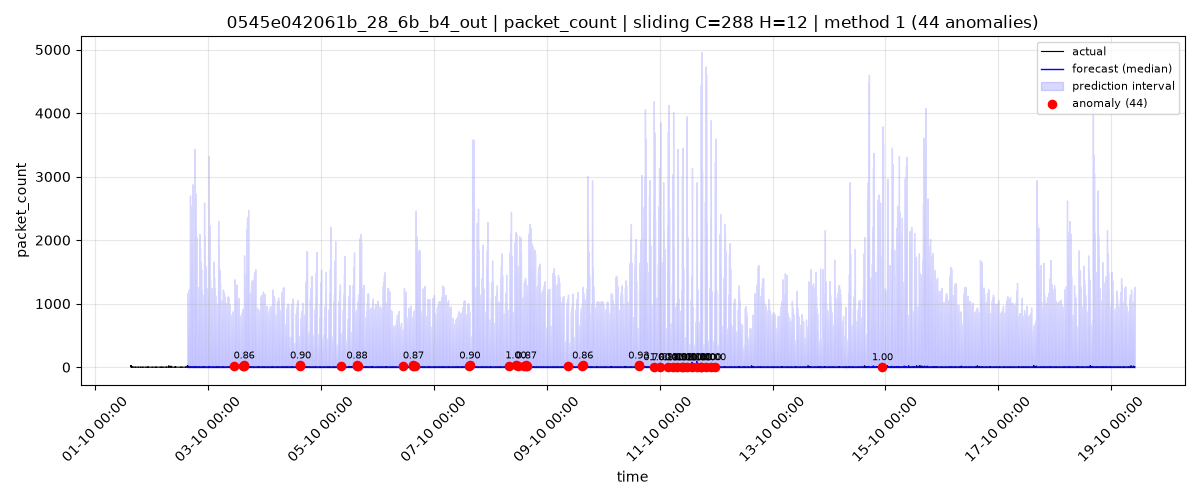 0545e042061b_28_6b_b4_out | packet_count | sliding C=288 H=12 | method 1 (44 anomalies)
actual
forecast (median)
prediction interval
anomaly (44)
packet_count
5000
4000
3000
2000
1000
0
0.86 0.90 0.88 0.87 0.90 0.86 1.00
01-10 00:00 03-10 00:00 05-10 00:00 07-10 00:00 09-10 00:00 11-10 00:00 13-10 00:00 15-10 00:00 17-10 00:00 19-10 00:00
time